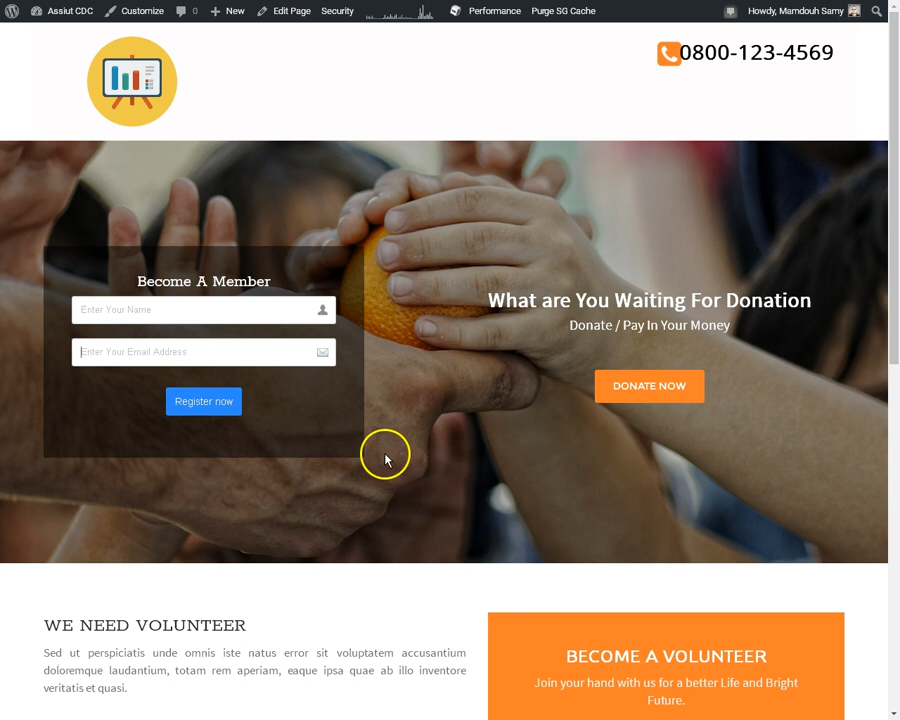 Assiut CDC Customize 0 New Edit Page Security Performance Purge SG Cache Howdy, Mamdouh Samy
0800-123-4569
Become A Member
Enter Your Name
Enter Your Email Address
Register now
What are You Waiting For Donation
Donate / Pay In Your Money
DONATE NOW
WE NEED VOLUNTEER
Sed ut perspiciatis unde omnis iste natus error sit voluptatem accusantium
doloremque laudantium, totam rem aperiam, eaque ipsa quae ab illo inventore
veritatis et quasi.
BECOME A VOLUNTEER
Join your hand with us for a better Life and Bright
Future.